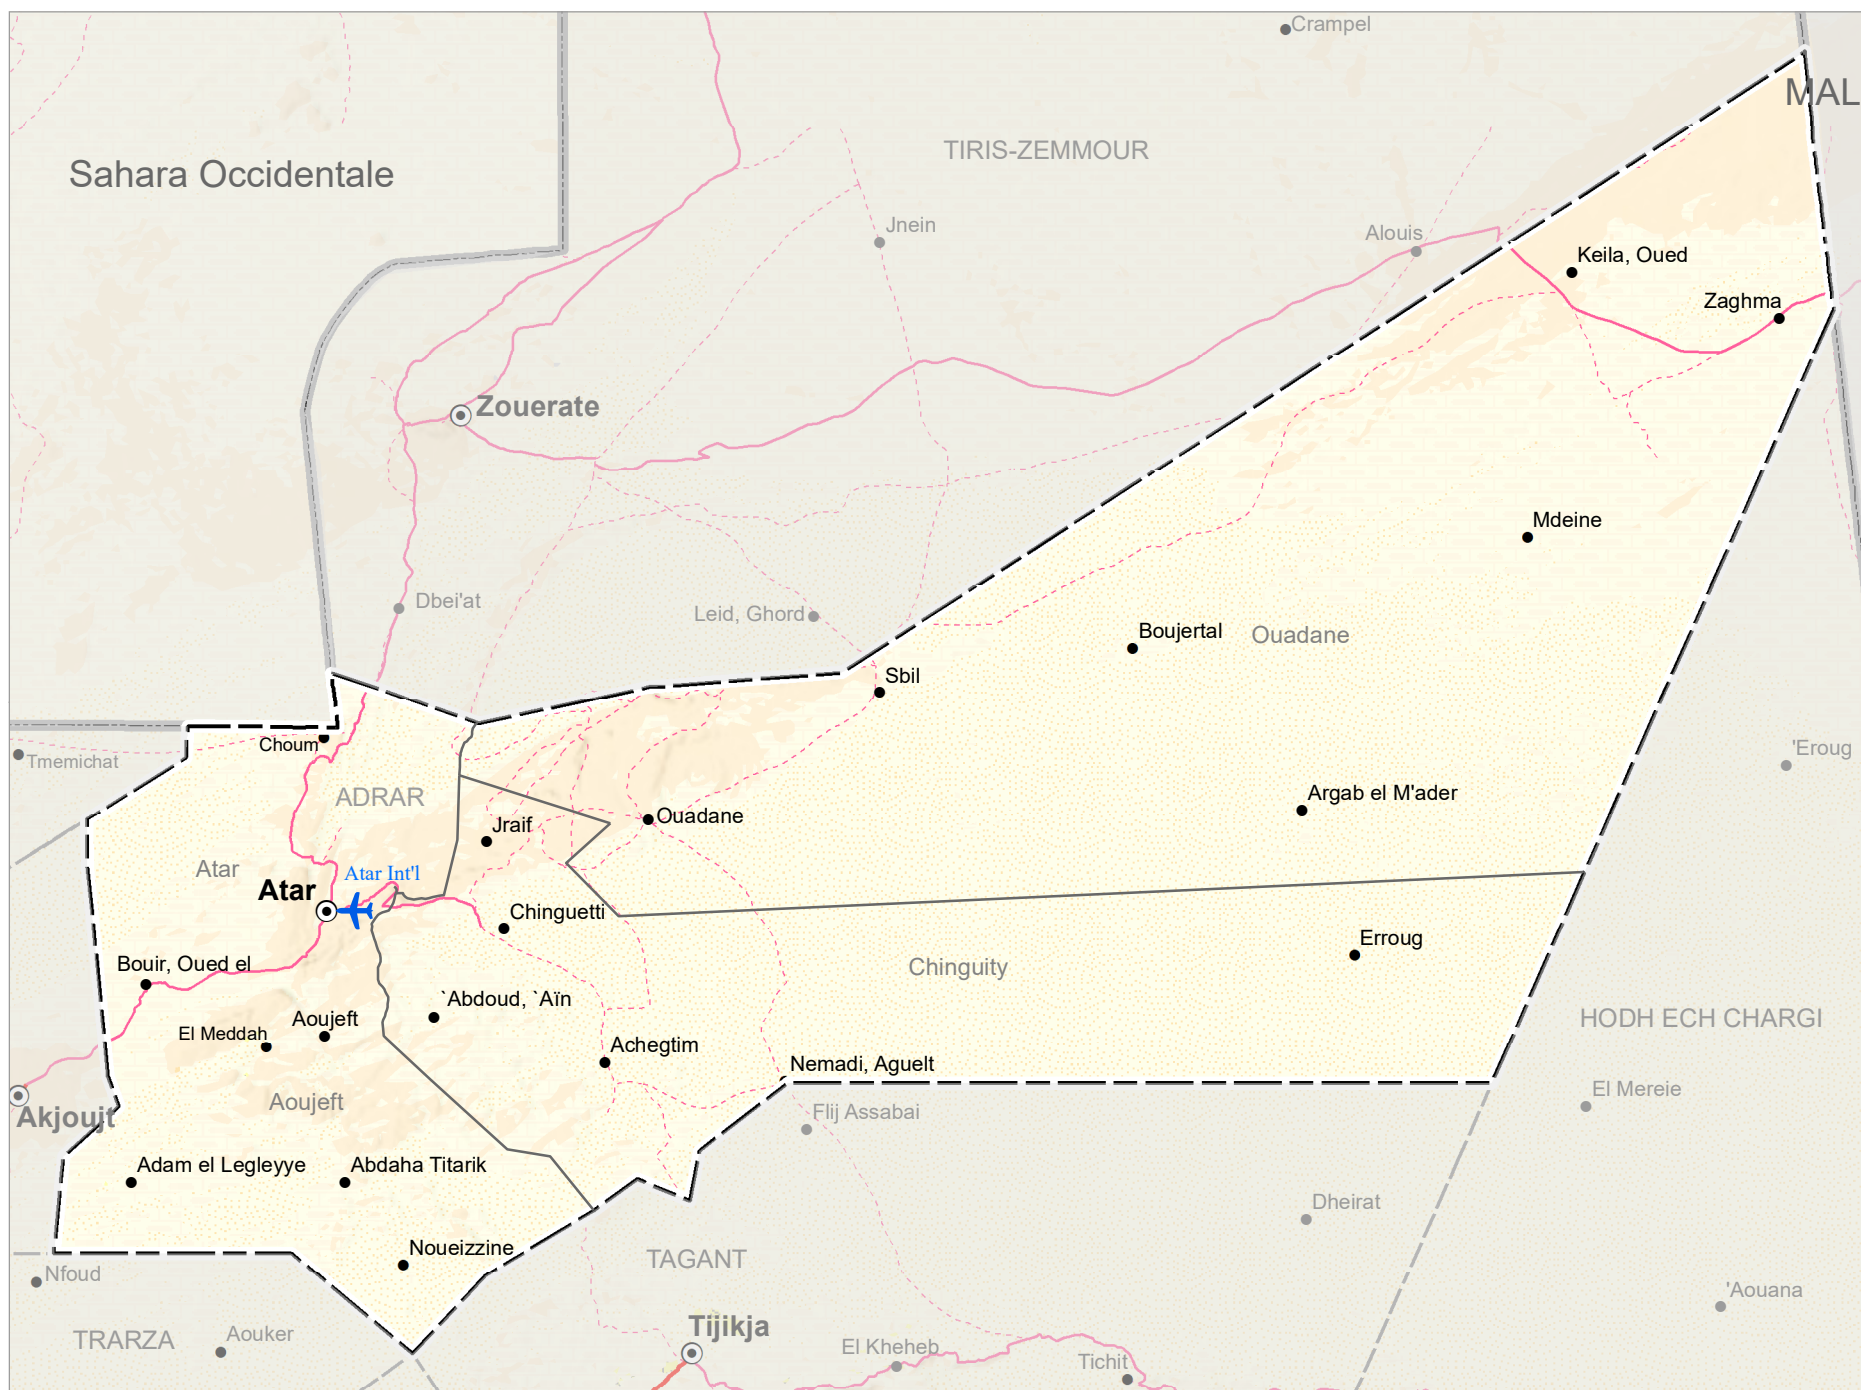 Crampel
MAL
TIRIS-ZEMMOUR
Sahara Occidentale
Jnein
Alouis
Keila, Oued
Zaghma
Zouerate
Mdeine
Dbei'at
Leid, Ghord
Boujertal
Ouadane
Sbil
Choum
Tmemichat
'Eroug
ADRAR
Argab el M'ader
Jraif
Ouadane
Atar
Atar Int'l
Atar
Chinguetti
Erroug
Bouir, Oued el
Chinguity
`Abdoud, `Aïn
Aoujeft
HODH ECH CHARGI
El Meddah
Achegtim
Nemadi, Aguelt
El Mereie
Aoujeft
Akjoujt
Flij Assabai
Adam el Legleyye
Abdaha Titarik
Dheirat
Noueizzine
TAGANT
Nfoud
'Aouana
Tijikja
TRARZA
Aouker
El Kheheb
Tichit